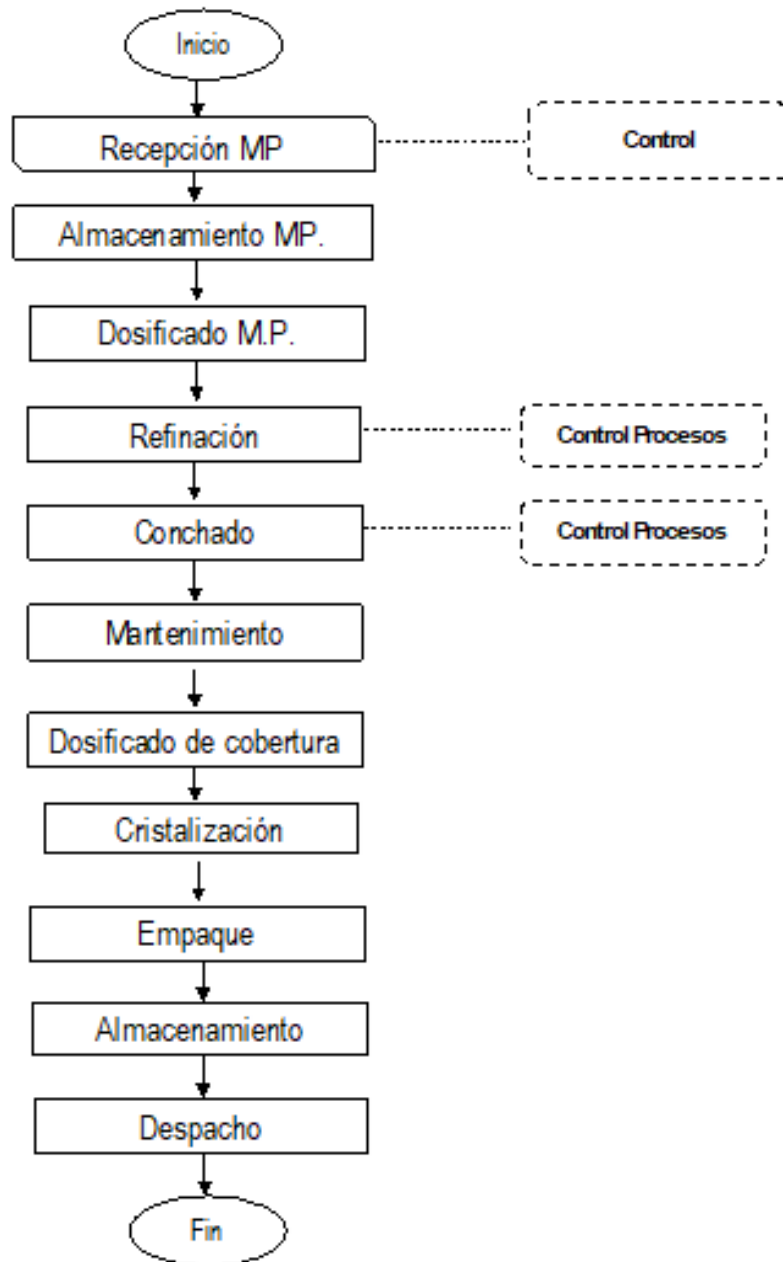 Inicio
Recepción MP
Control
Almacenamiento MP.
Dosificado M.P.
Refinación
Control Procesos
Conchado
Control Procesos
Mantenimiento
Dosificado de cobertura
Cristalización
Empaque
Almacenamiento
Despacho
Fin